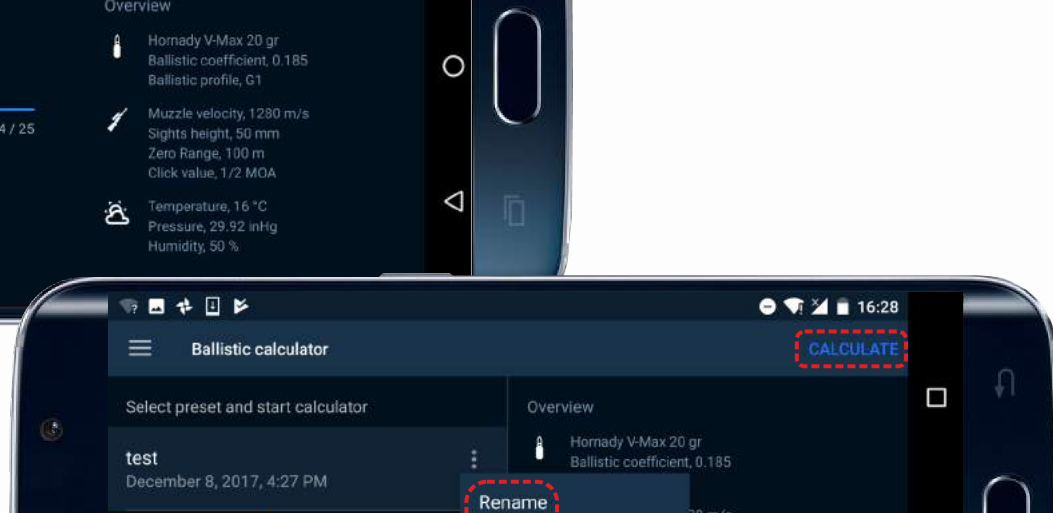 Overview
Hornady V-Max 20 gr
Ballistic coefficient, 0.185
Ballistic profile, G1
4 / 25
Muzzle velocity, 1280 m/s
Sights height, 50 mm
Zero Range, 100 m
Click value, 1/2 MOA
Temperature, 16 °C
Pressure, 29.92 inHg
Humidity, 50 %
16:28
Ballistic calculator
CALCULATE
Select preset and start calculator
Overview
test
December 8, 2017, 4:27 PM
Hornady V-Max 20 gr
Ballistic coefficient, 0.185
Rename